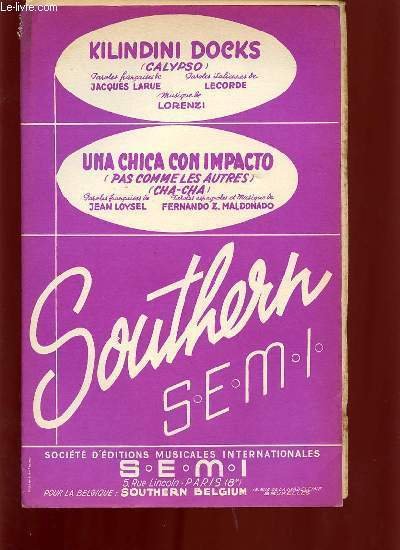 KILINDINI DOCKS
(CALYPSO)
Paroles françaises de Paroles italiennes de
JACQUES LARUE LECORDE
Musique de
LORENZI
UNA CHICA CON IMPACTO
(PAS COMME LES AUTRES)
(CHA-CHA)
Paroles françaises de Paroles espagnoles et Musique de
JEAN LOYSEL FERNANDO Z. MALDONADO
Southern
S.E.M.I.
SOCIÉTÉ D'ÉDITIONS MUSICALES INTERNATIONALES
S.E.M.I
5, Rue Lincoln - PARIS (8e)
POUR LA BELGIQUE: SOUTHERN BELGIUM
BRUXELLES
le-livre